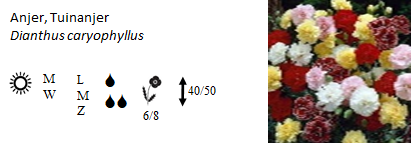 Anjer, Tuinanjer
Dianthus caryophyllus
M
W
L
M
Z
6/8
40/50